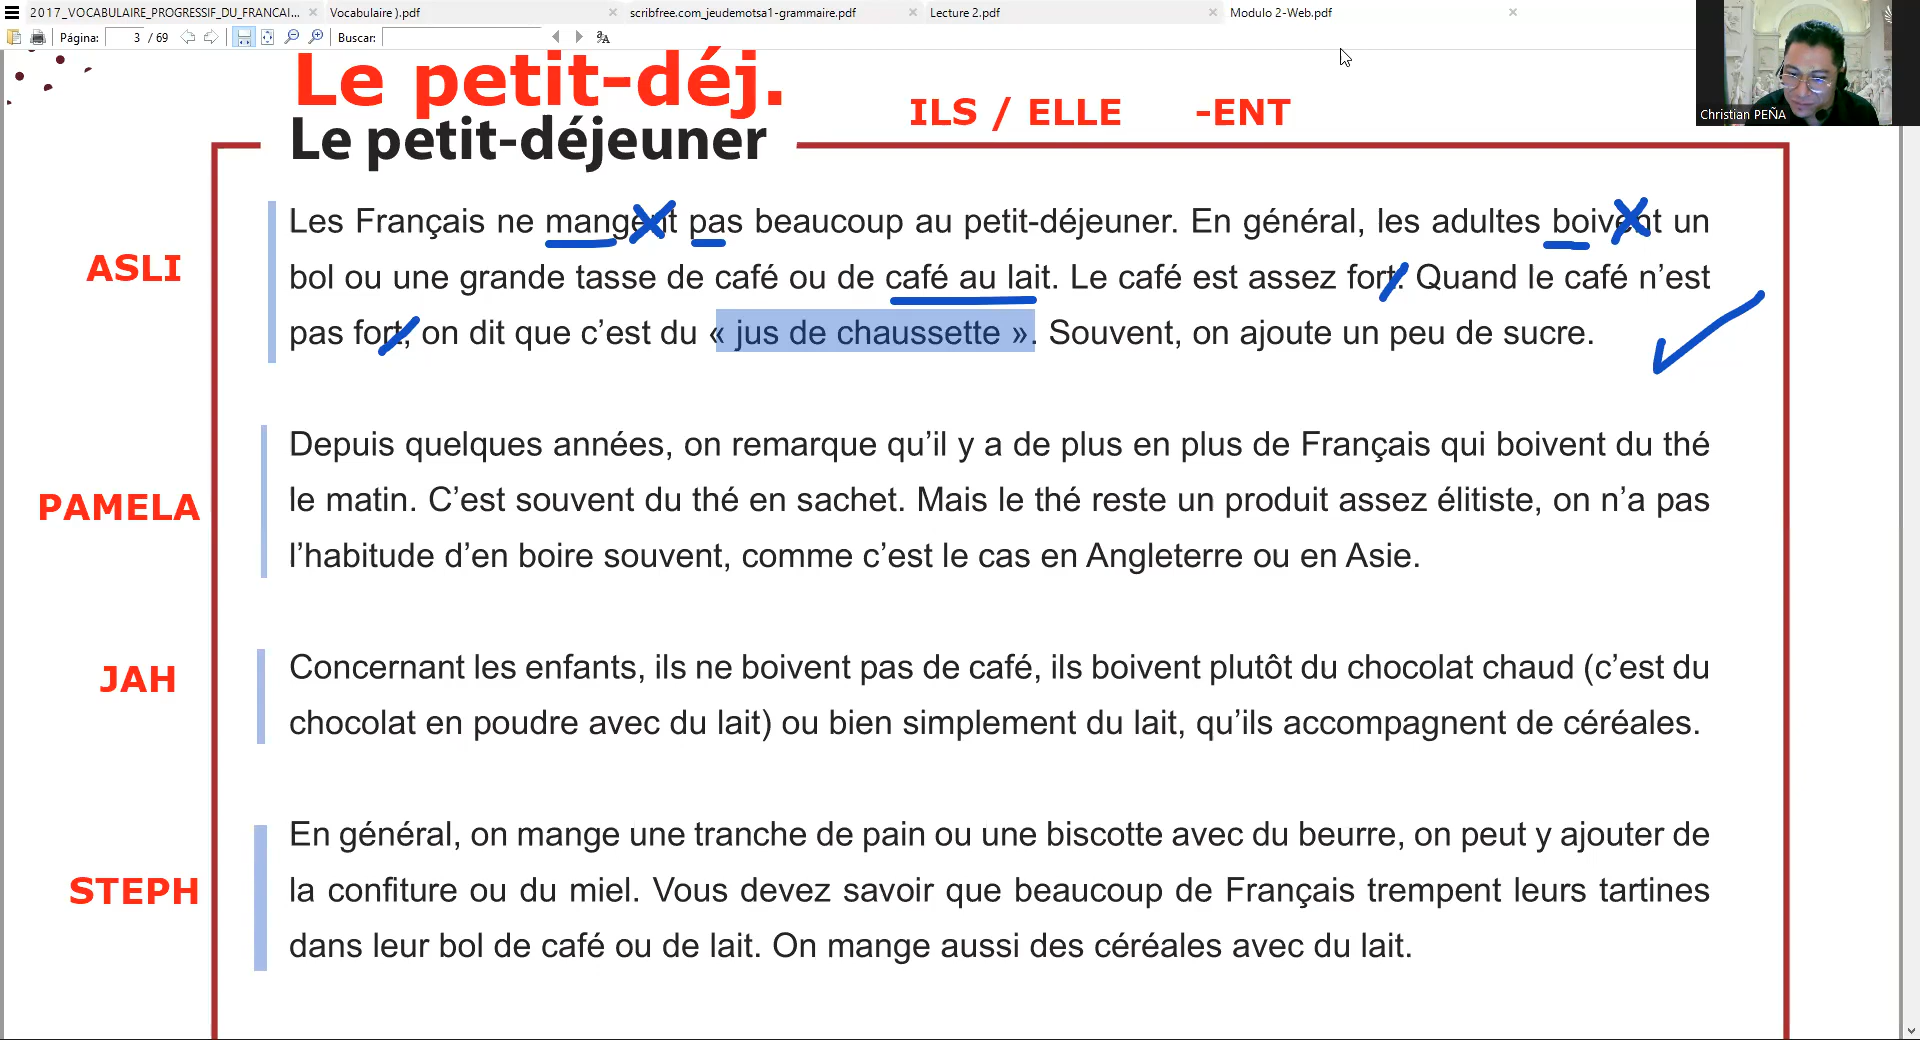 2017_VOCABULAIRE_PROGRESSIF_DU_FRANCAI...
Vocabulaire ).pdf
scribfree.com_jeudemotsa1-grammaire.pdf
Lecture 2.pdf
Modulo 2-Web.pdf
Página: 3 / 69
Buscar:
Christian PEÑA
Le petit-déj.
ILS / ELLE -ENT
Le petit-déjeuner
ASLI
Les Français ne mangent pas beaucoup au petit-déjeuner. En général, les adultes boivent un
bol ou une grande tasse de café ou de café au lait. Le café est assez fort. Quand le café n’est
pas fort, on dit que c’est du « jus de chaussette ». Souvent, on ajoute un peu de sucre.
PAMELA
Depuis quelques années, on remarque qu’il y a de plus en plus de Français qui boivent du thé
le matin. C’est souvent du thé en sachet. Mais le thé reste un produit assez élitiste, on n’a pas
l’habitude d’en boire souvent, comme c’est le cas en Angleterre ou en Asie.
JAH
Concernant les enfants, ils ne boivent pas de café, ils boivent plutôt du chocolat chaud (c’est du
chocolat en poudre avec du lait) ou bien simplement du lait, qu’ils accompagnent de céréales.
STEPH
En général, on mange une tranche de pain ou une biscotte avec du beurre, on peut y ajouter de
la confiture ou du miel. Vous devez savoir que beaucoup de Français trempent leurs tartines
dans leur bol de café ou de lait. On mange aussi des céréales avec du lait.